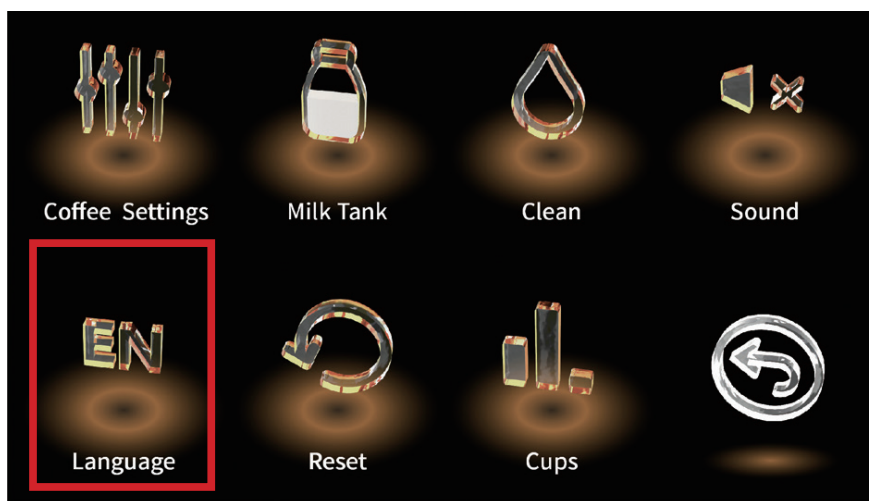 Coffee Settings
Milk Tank
Clean
Sound
EN
Language
Reset
Cups